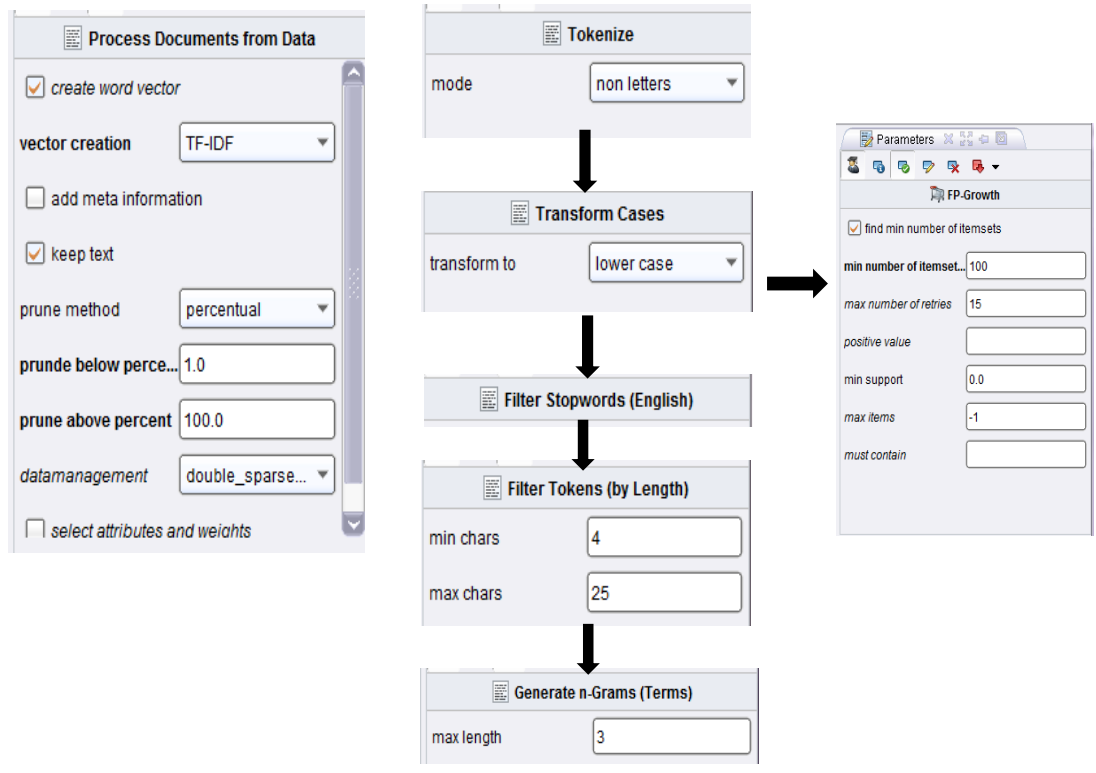 Process Documents from Data
create word vector
vector creation TF-IDF
add meta information
keep text
prune method percentual
prunde below perce... 1.0
prune above percent 100.0
datamanagement double_sparse...
select attributes and weights
Tokenize
mode non letters
Transform Cases
transform to lower case
Filter Stopwords (English)
Filter Tokens (by Length)
min chars 4
max chars 25
Generate n-Grams (Terms)
max length 3
Parameters
FP-Growth
find min number of itemsets
min number of itemset... 100
max number of retries 15
positive value
min support 0.0
max items -1
must contain